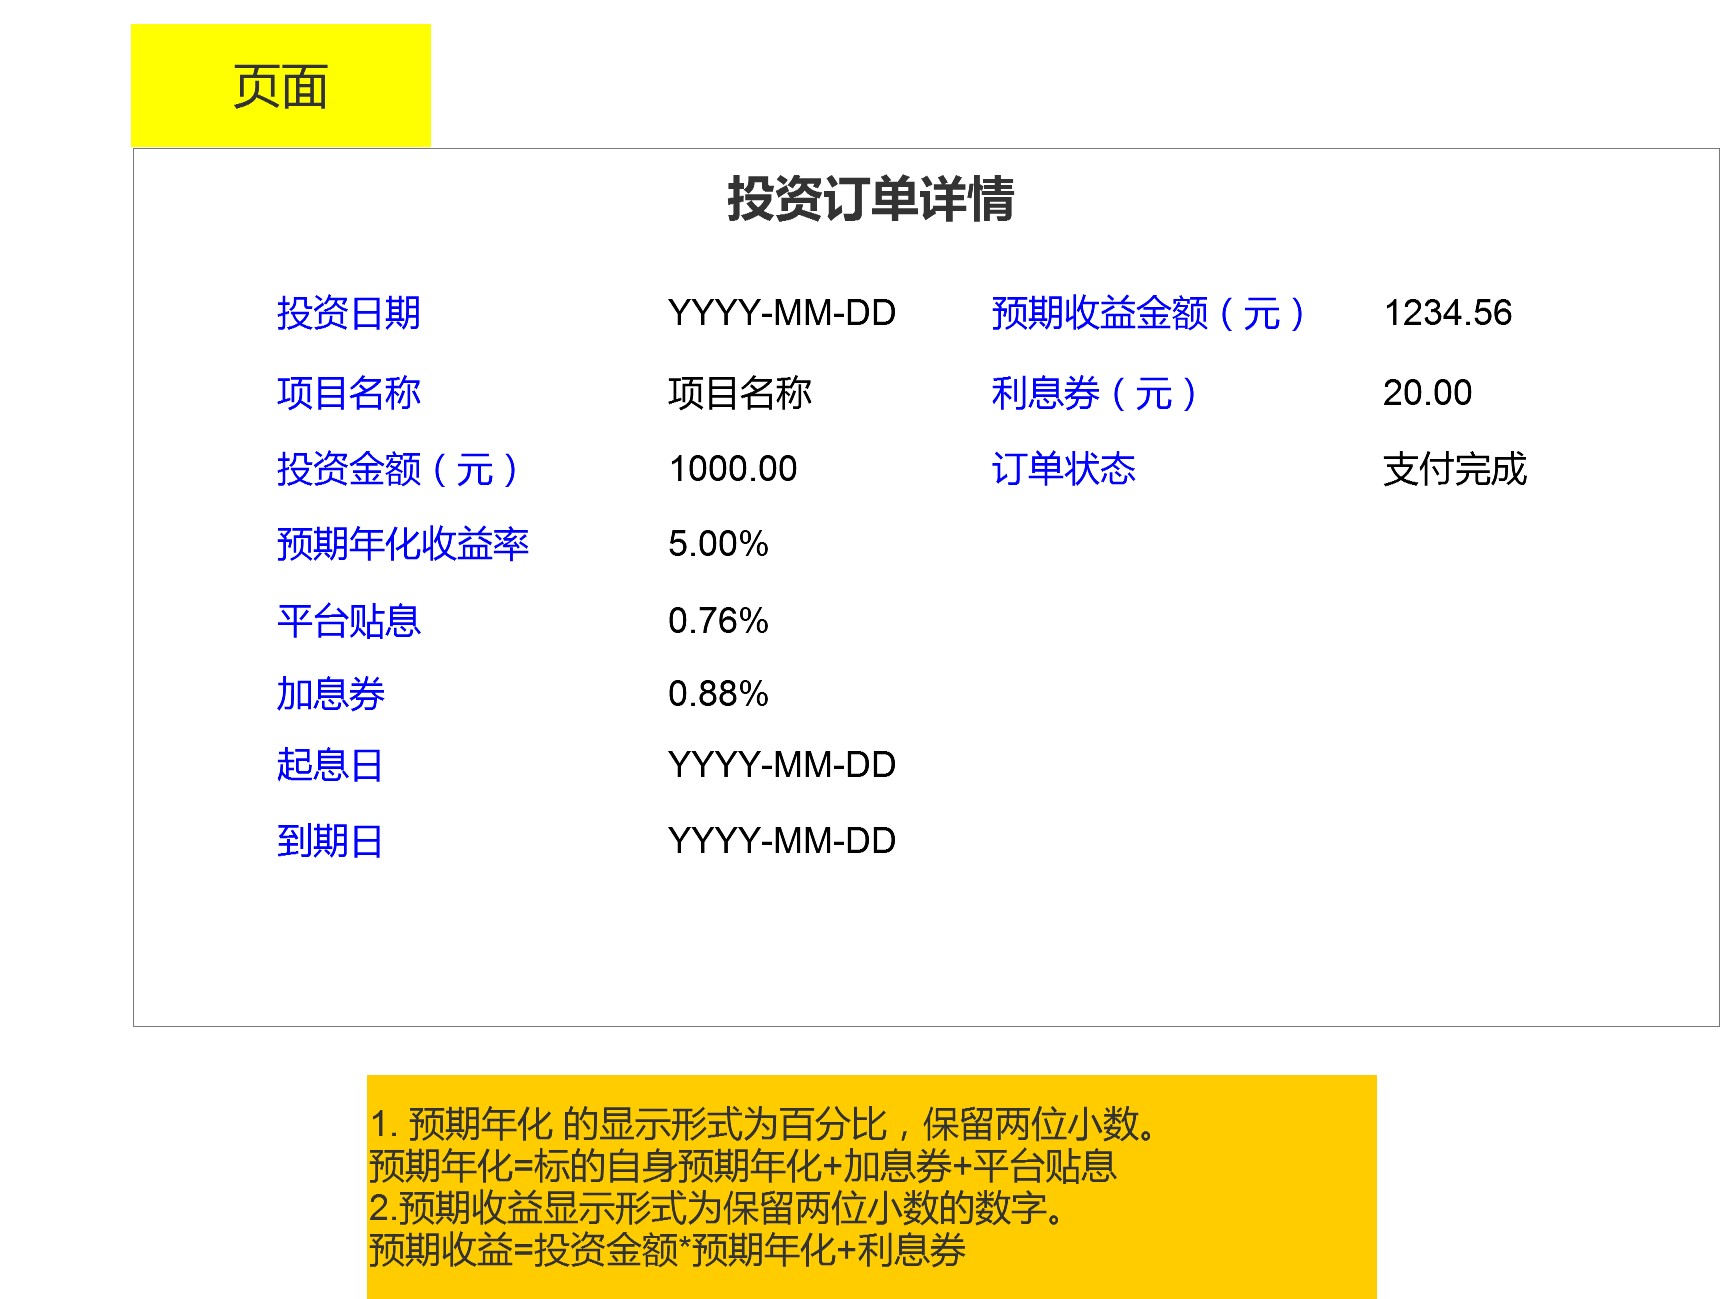 页面
投资订单详情
投资日期 YYYY-MM-DD 预期收益金额（元） 1234.56
项目名称 项目名称 利息券（元） 20.00
投资金额（元） 1000.00 订单状态 支付完成
预期年化收益率 5.00%
平台贴息 0.76%
加息券 0.88%
起息日 YYYY-MM-DD
到期日 YYYY-MM-DD
1. 预期年化 的显示形式为百分比，保留两位小数。
预期年化=标的自身预期年化+加息券+平台贴息
2.预期收益显示形式为保留两位小数的数字。
预期收益=投资金额*预期年化+利息券